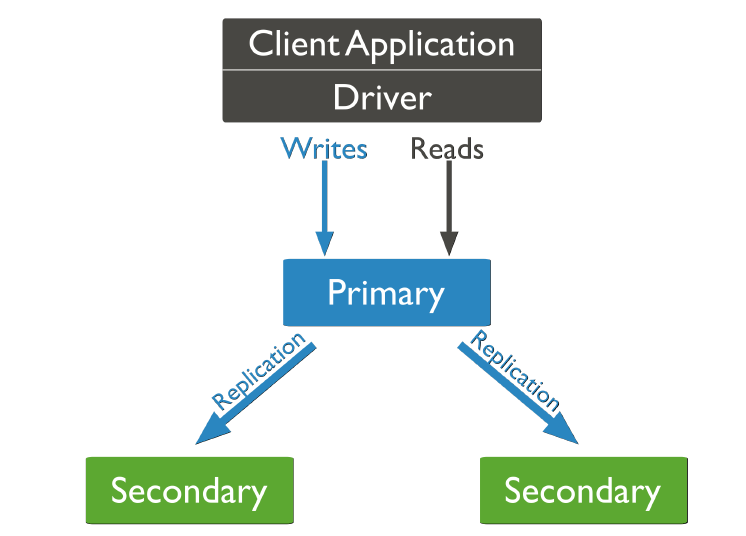 Client Application
Driver
Writes
Reads
Primary
Replication
Replication
Secondary
Secondary